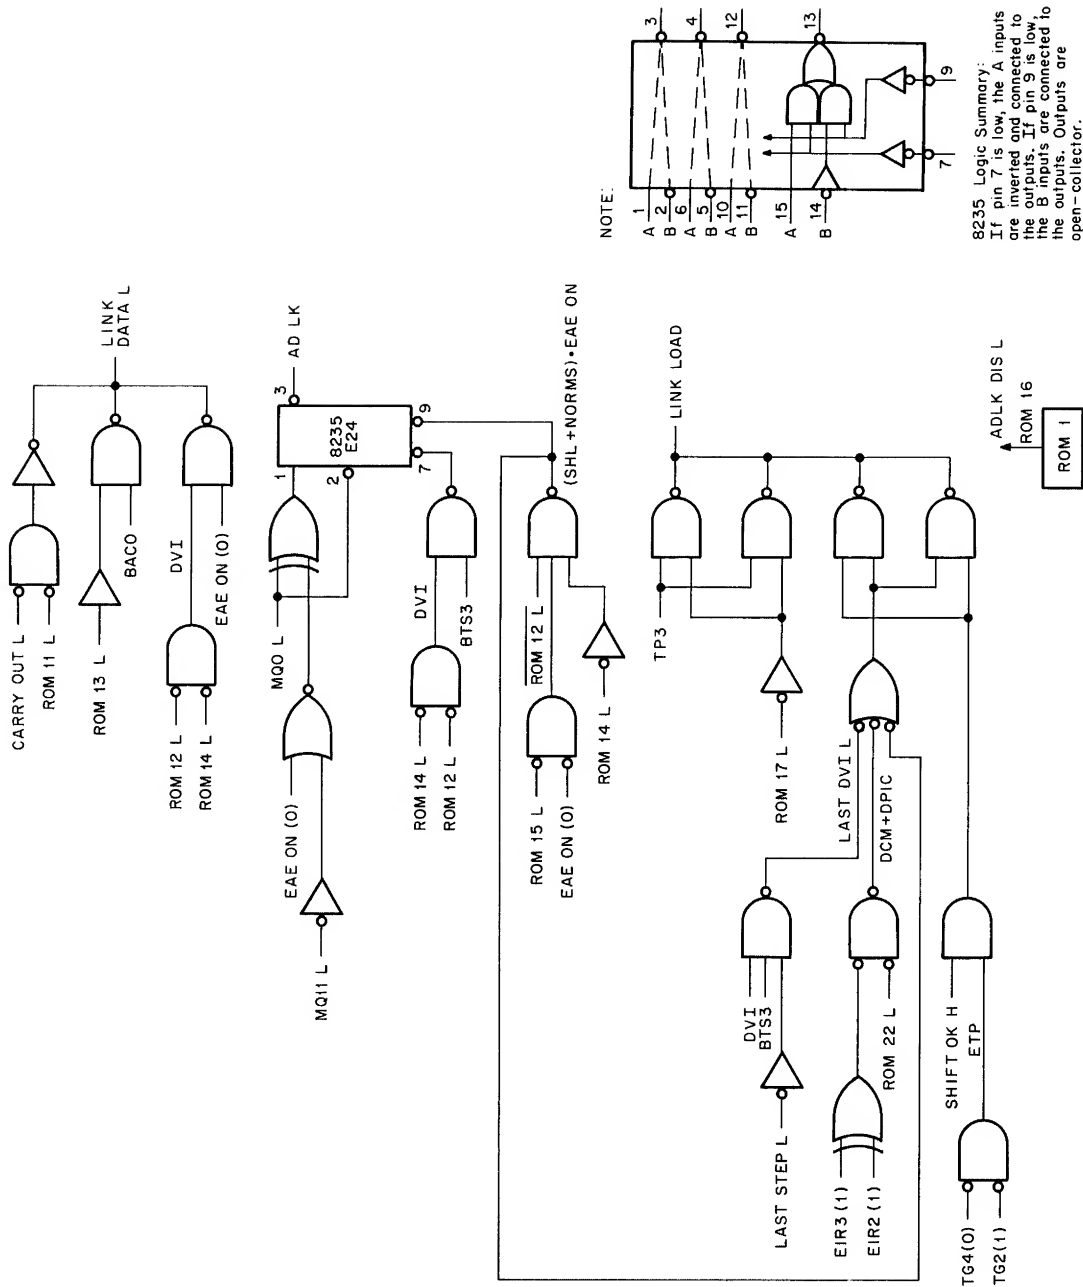 CARRY OUT L
ROM 11 L
ROM 13 L
BACO
ROM 12 L
ROM 14 L
DVI
EAE ON (0)
LINK
DATA L
MQ0 L
EAE ON (0)
MQ11 L
1
2
3
8235
E24
7
9
AD LK
ROM 14 L
ROM 12 L
DVI
BTS3
ROM 15 L
EAE ON (0)
ROM 12 L
ROM 14 L
(SHL+NORMS)•EAE ON
TP3
ROM 17 L
LINK LOAD
LAST DVI L
DCM+DPIC
DVI
BTS3
LAST STEP L
EIR3 (1)
EIR2 (1)
ROM 22 L
SHIFT OK H
ETP
TG4(0)
TG2(1)
ADLK DIS L
ROM 16
ROM 1
NOTE:
A 1
B 2
A 6
B 5
A 10
B 11
A 15
B 14
3
4
12
13
7
9
8235 Logic Summary:
If pin 7 is low, the A inputs
are inverted and connected to
the outputs. If pin 9 is low,
the B inputs are connected to
the outputs. Outputs are
open-collector.